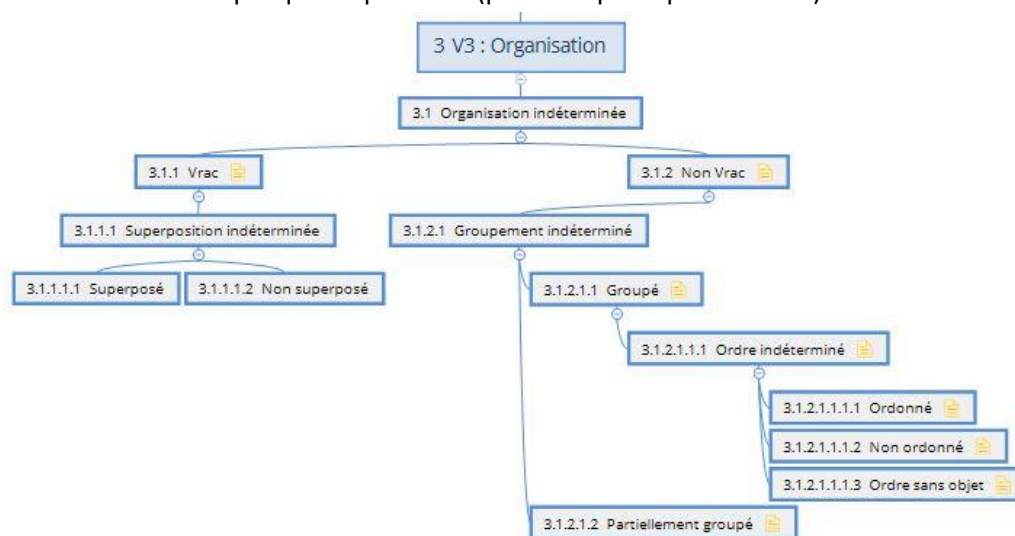 3 V3 : Organisation
3.1 Organisation indéterminée
3.1.1 Vrac
3.1.2 Non Vrac
3.1.1.1 Superposition indéterminée
3.1.2.1 Groupement indéterminé
3.1.1.1.1 Superposé
3.1.1.1.2 Non superposé
3.1.2.1.1 Groupé
3.1.2.1.1.1 Ordre indéterminé
3.1.2.1.1.1.1 Ordonné
3.1.2.1.1.1.2 Non ordonné
3.1.2.1.1.1.3 Ordre sans objet
3.1.2.1.2 Partiellement groupé